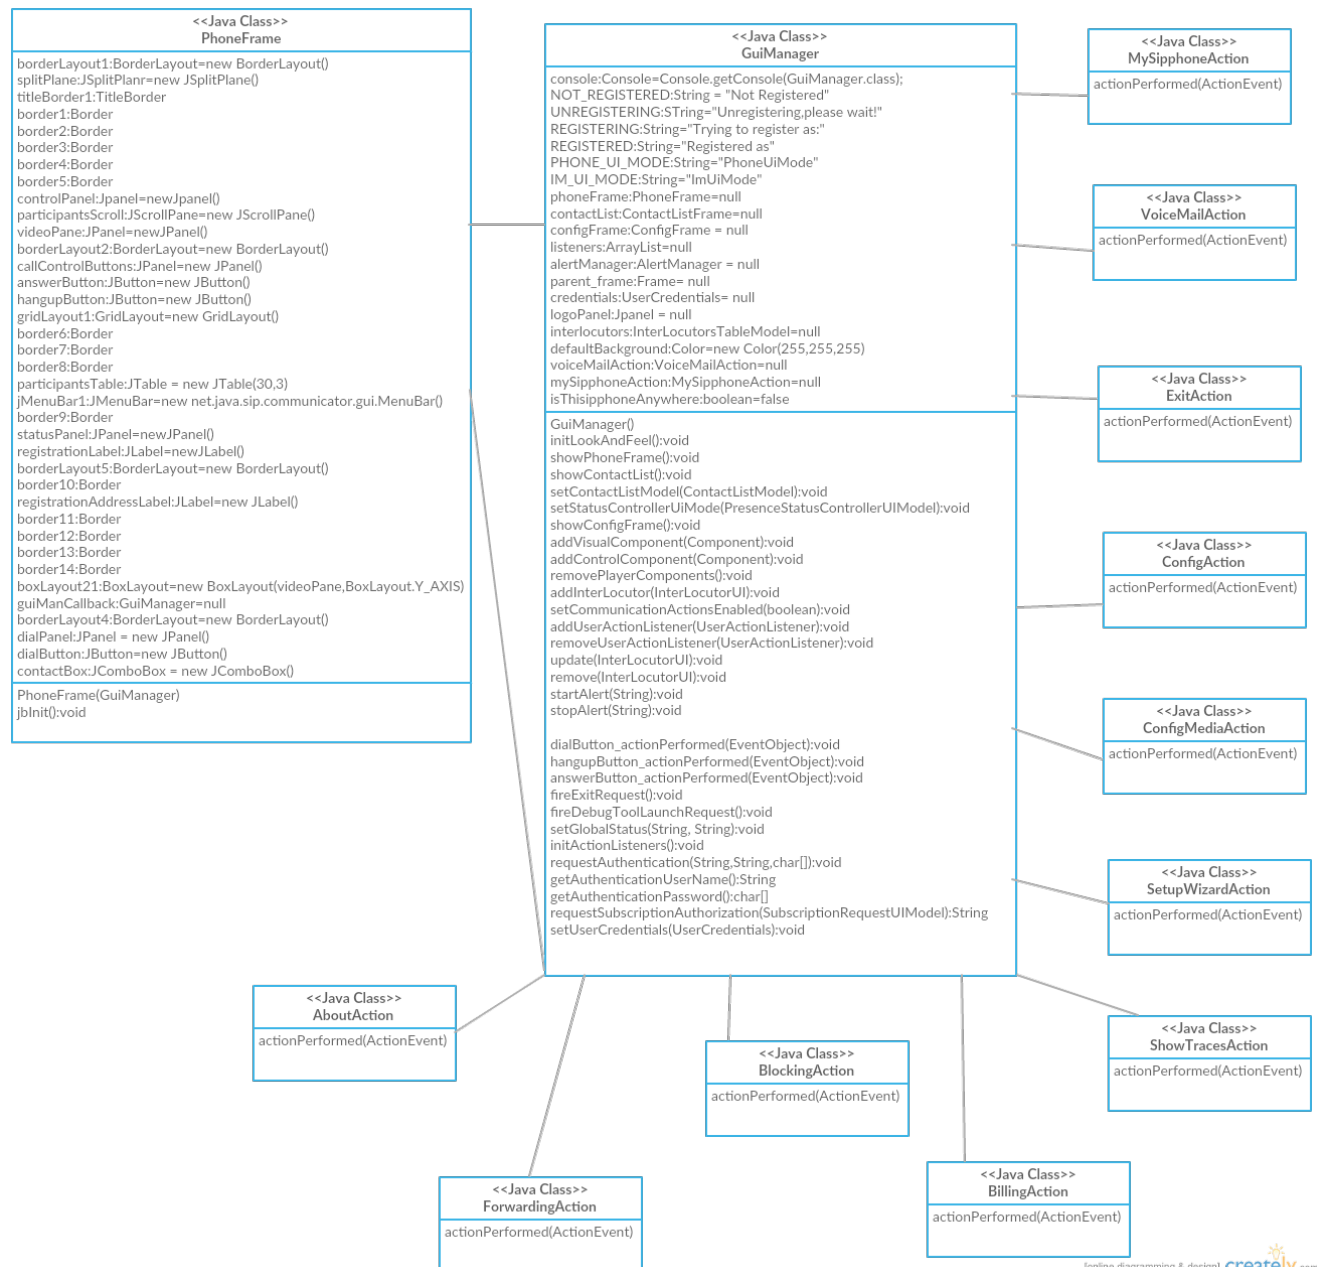 <<Java Class>>
PhoneFrame
borderLayout1:BorderLayout=new BorderLayout()
splitPlane:JSplitPlanr=new JSplitPlane()
titleBorder1:TitleBorder
border1:Border
border2:Border
border3:Border
border4:Border
border5:Border
controlPanel:Jpanel=newJpanel()
participantsScroll:JScrollPane=new JScrollPane()
videoPane:JPanel=newJPanel()
borderLayout2:BorderLayout=new BorderLayout()
callControlButtons:JPanel=new JPanel()
answerButton:JButton=new JButton()
hangupButton:JButton=new JButton()
gridLayout1:GridLayout=new GridLayout()
border6:Border
border7:Border
border8:Border
participantsTable:JTable = new JTable(30,3)
jMenuBar1:JMenuBar=new net.java.sip.communicator.gui.MenuBar()
border9:Border
statusPanel:JPanel=newJPanel()
registrationLabel:JLabel=newJLabel()
borderLayout5:BorderLayout=new BorderLayout()
border10:Border
registrationAddressLabel:JLabel=new JLabel()
border11:Border
border12:Border
border13:Border
border14:Border
boxLayout21:BoxLayout=new BoxLayout(videoPane,BoxLayout.Y_AXIS)
guiManCallback:GuiManager=null
borderLayout4:BorderLayout=new BorderLayout()
dialPanel:JPanel = new JPanel()
dialButton:JButton=new JButton()
contactBox:JComboBox = new JComboBox()
PhoneFrame(GuiManager)
jbInit():void
<<Java Class>>
GuiManager
console:Console=Console.getConsole(GuiManager.class);
NOT_REGISTERED:String = "Not Registered"
UNREGISTERING:STring="Unregistering,please wait!"
REGISTERING:String="Trying to register as:"
REGISTERED:String="Registered as"
PHONE_UI_MODE:String="PhoneUiMode"
IM_UI_MODE:String="ImUiMode"
phoneFrame:PhoneFrame=null
contactList:ContactListFrame=null
configFrame:ConfigFrame = null
listeners:ArrayList=null
alertManager:AlertManager = null
parent_frame:Frame= null
credentials:UserCredentials= null
logoPanel:Jpanel = null
interlocutors:InterLocutorsTableModel=null
defaultBackground:Color=new Color(255,255,255)
voiceMailAction:VoiceMailAction=null
mySipphoneAction:MySipphoneAction=null
isThisipphoneAnywhere:boolean=false
GuiManager()
initLookAndFeel():void
showPhoneFrame():void
showContactList():void
setContactListModel(ContactListModel):void
setStatusControllerUiMode(PresenceStatusControllerUIModel):void
showConfigFrame():void
addVisualComponent(Component):void
addControlComponent(Component):void
removePlayerComponents():void
addInterLocutor(InterLocutorUI):void
setCommunicationActionsEnabled(boolean):void
addUserActionListener(UserActionListener):void
removeUserActionListener(UserActionListener):void
update(InterLocutorUI):void
remove(InterLocutorUI):void
startAlert(String):void
stopAlert(String):void
dialButton_actionPerformed(EventObject):void
hangupButton_actionPerformed(EventObject):void
answerButton_actionPerformed(EventObject):void
fireExitRequest():void
fireDebugToolLaunchRequest():void
setGlobalStatus(String, String):void
initActionListeners():void
requestAuthentication(String,String,char[]):void
getAuthenticationUserName():String
getAuthenticationPassword():char[]
requestSubscriptionAuthorization(SubscriptionRequestUIModel):String
setUserCredentials(UserCredentials):void
<<Java Class>>
MySipphoneAction
actionPerformed(ActionEvent)
<<Java Class>>
VoiceMailAction
actionPerformed(ActionEvent)
<<Java Class>>
ExitAction
actionPerformed(ActionEvent)
<<Java Class>>
ConfigAction
actionPerformed(ActionEvent)
<<Java Class>>
ConfigMediaAction
actionPerformed(ActionEvent)
<<Java Class>>
SetupWizardAction
actionPerformed(ActionEvent)
<<Java Class>>
ShowTracesAction
actionPerformed(ActionEvent)
<<Java Class>>
AboutAction
actionPerformed(ActionEvent)
<<Java Class>>
BlockingAction
actionPerformed(ActionEvent)
<<Java Class>>
ForwardingAction
actionPerformed(ActionEvent)
<<Java Class>>
BillingAction
actionPerformed(ActionEvent)
[online diagramming & design] creately.com